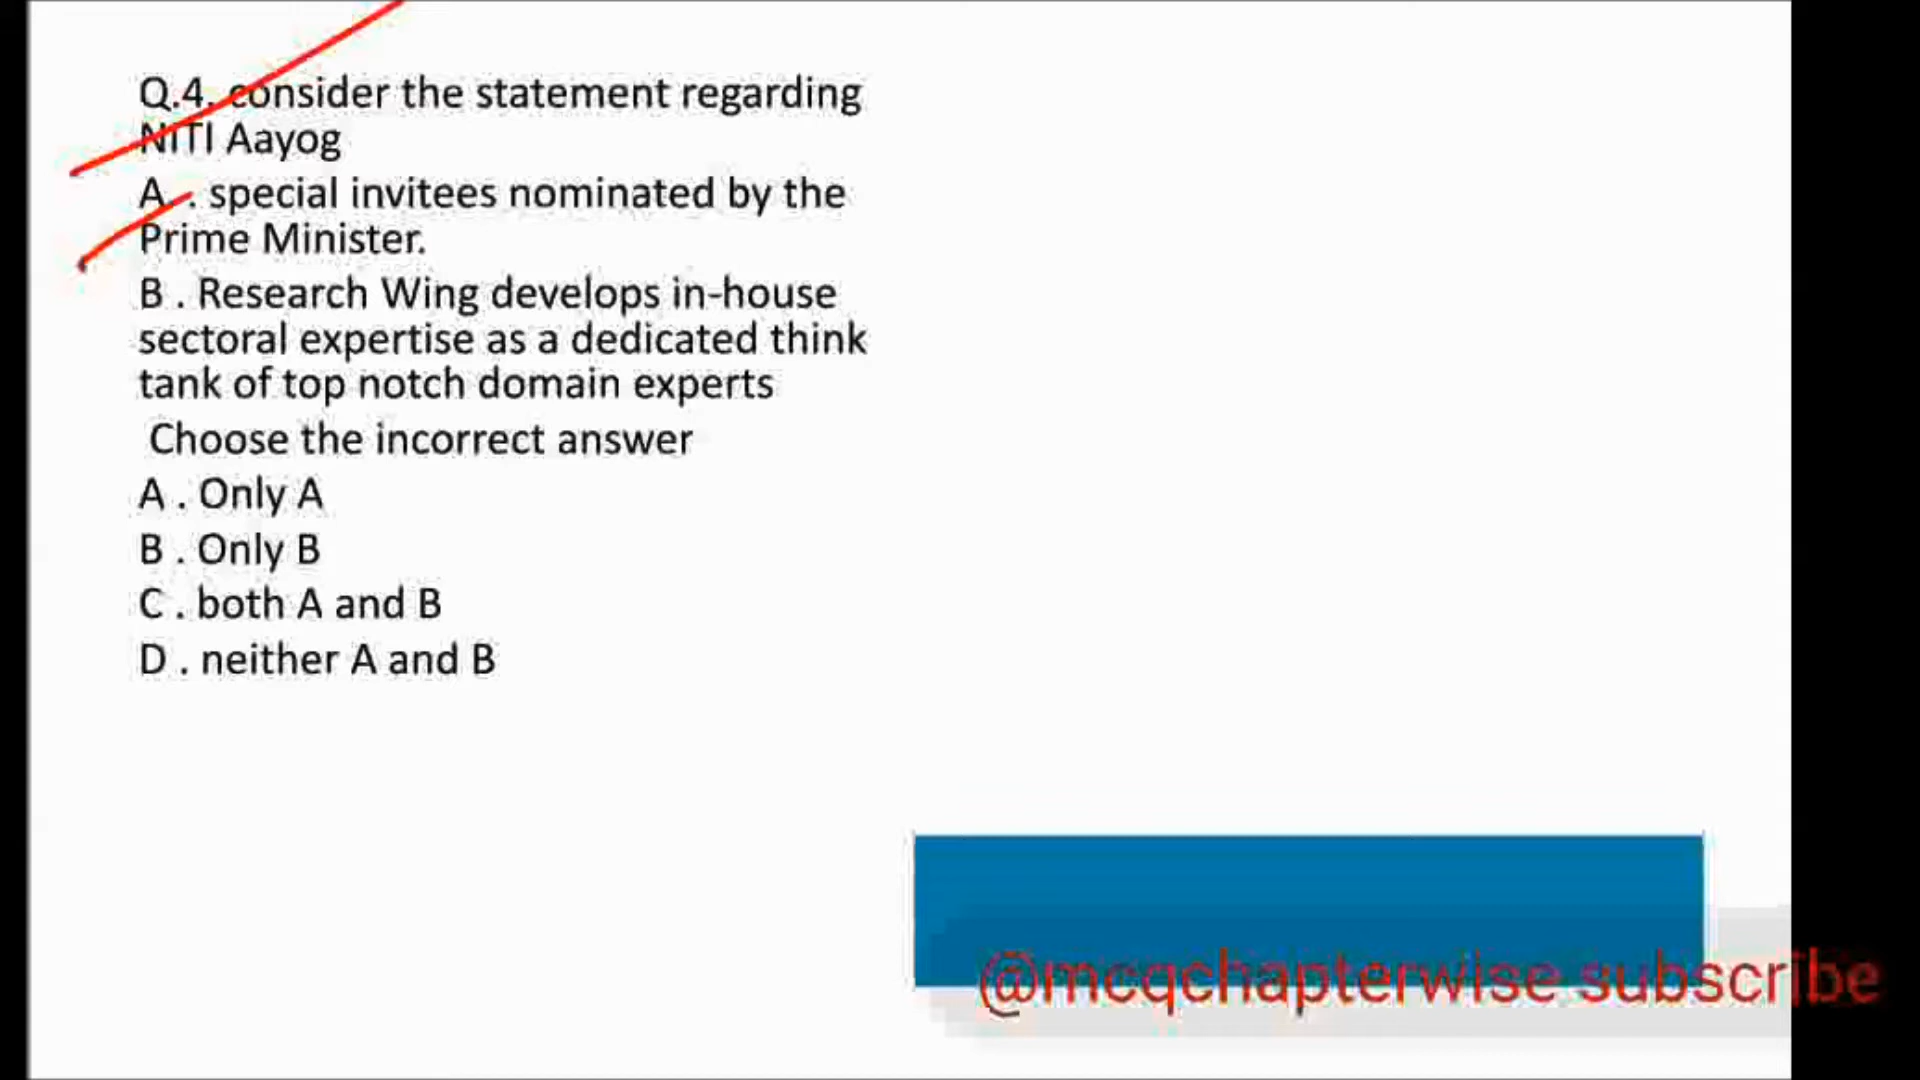 Q.4. consider the statement regarding
NITI Aayog
A. . special invitees nominated by the
Prime Minister.
B . Research Wing develops in-house
sectoral expertise as a dedicated think
tank of top notch domain experts
Choose the incorrect answer
A . Only A
B . Only B
C . both A and B
D . neither A and B
@mcqchapterwise subscribe